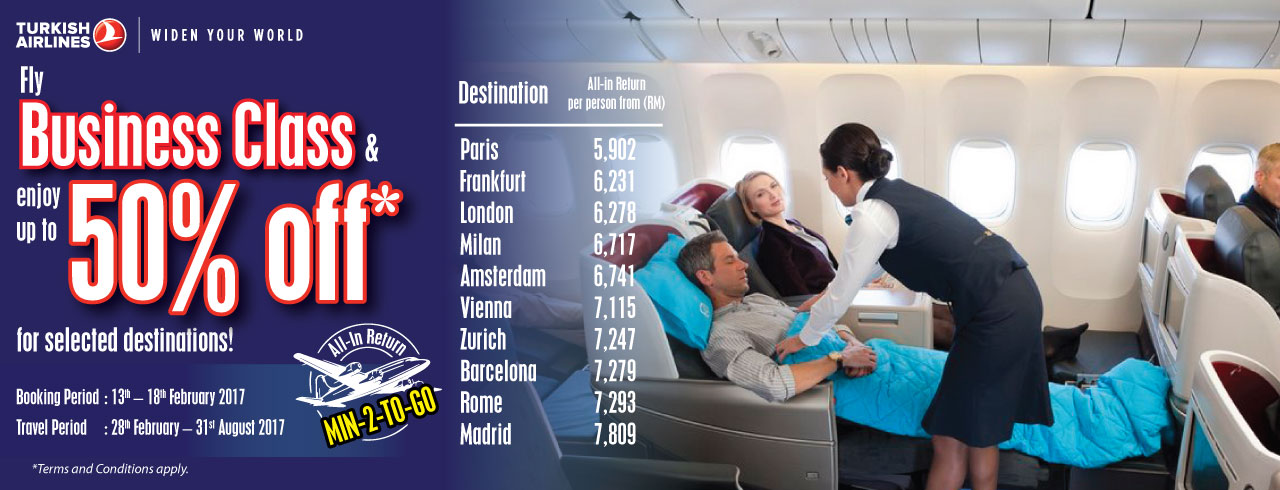 TURKISH
AIRLINES
WIDEN YOUR WORLD
Fly
Business Class &
enjoy
up to
50% off*
for selected destinations!
All-In Return
MIN-2-TO-GO
Booking Period : 13th – 18th February 2017
Travel Period : 28th February – 31st August 2017
*Terms and Conditions apply.
Destination
All-in Return
per person from (RM)
Paris 5,902
Frankfurt 6,231
London 6,278
Milan 6,717
Amsterdam 6,741
Vienna 7,115
Zurich 7,247
Barcelona 7,279
Rome 7,293
Madrid 7,809